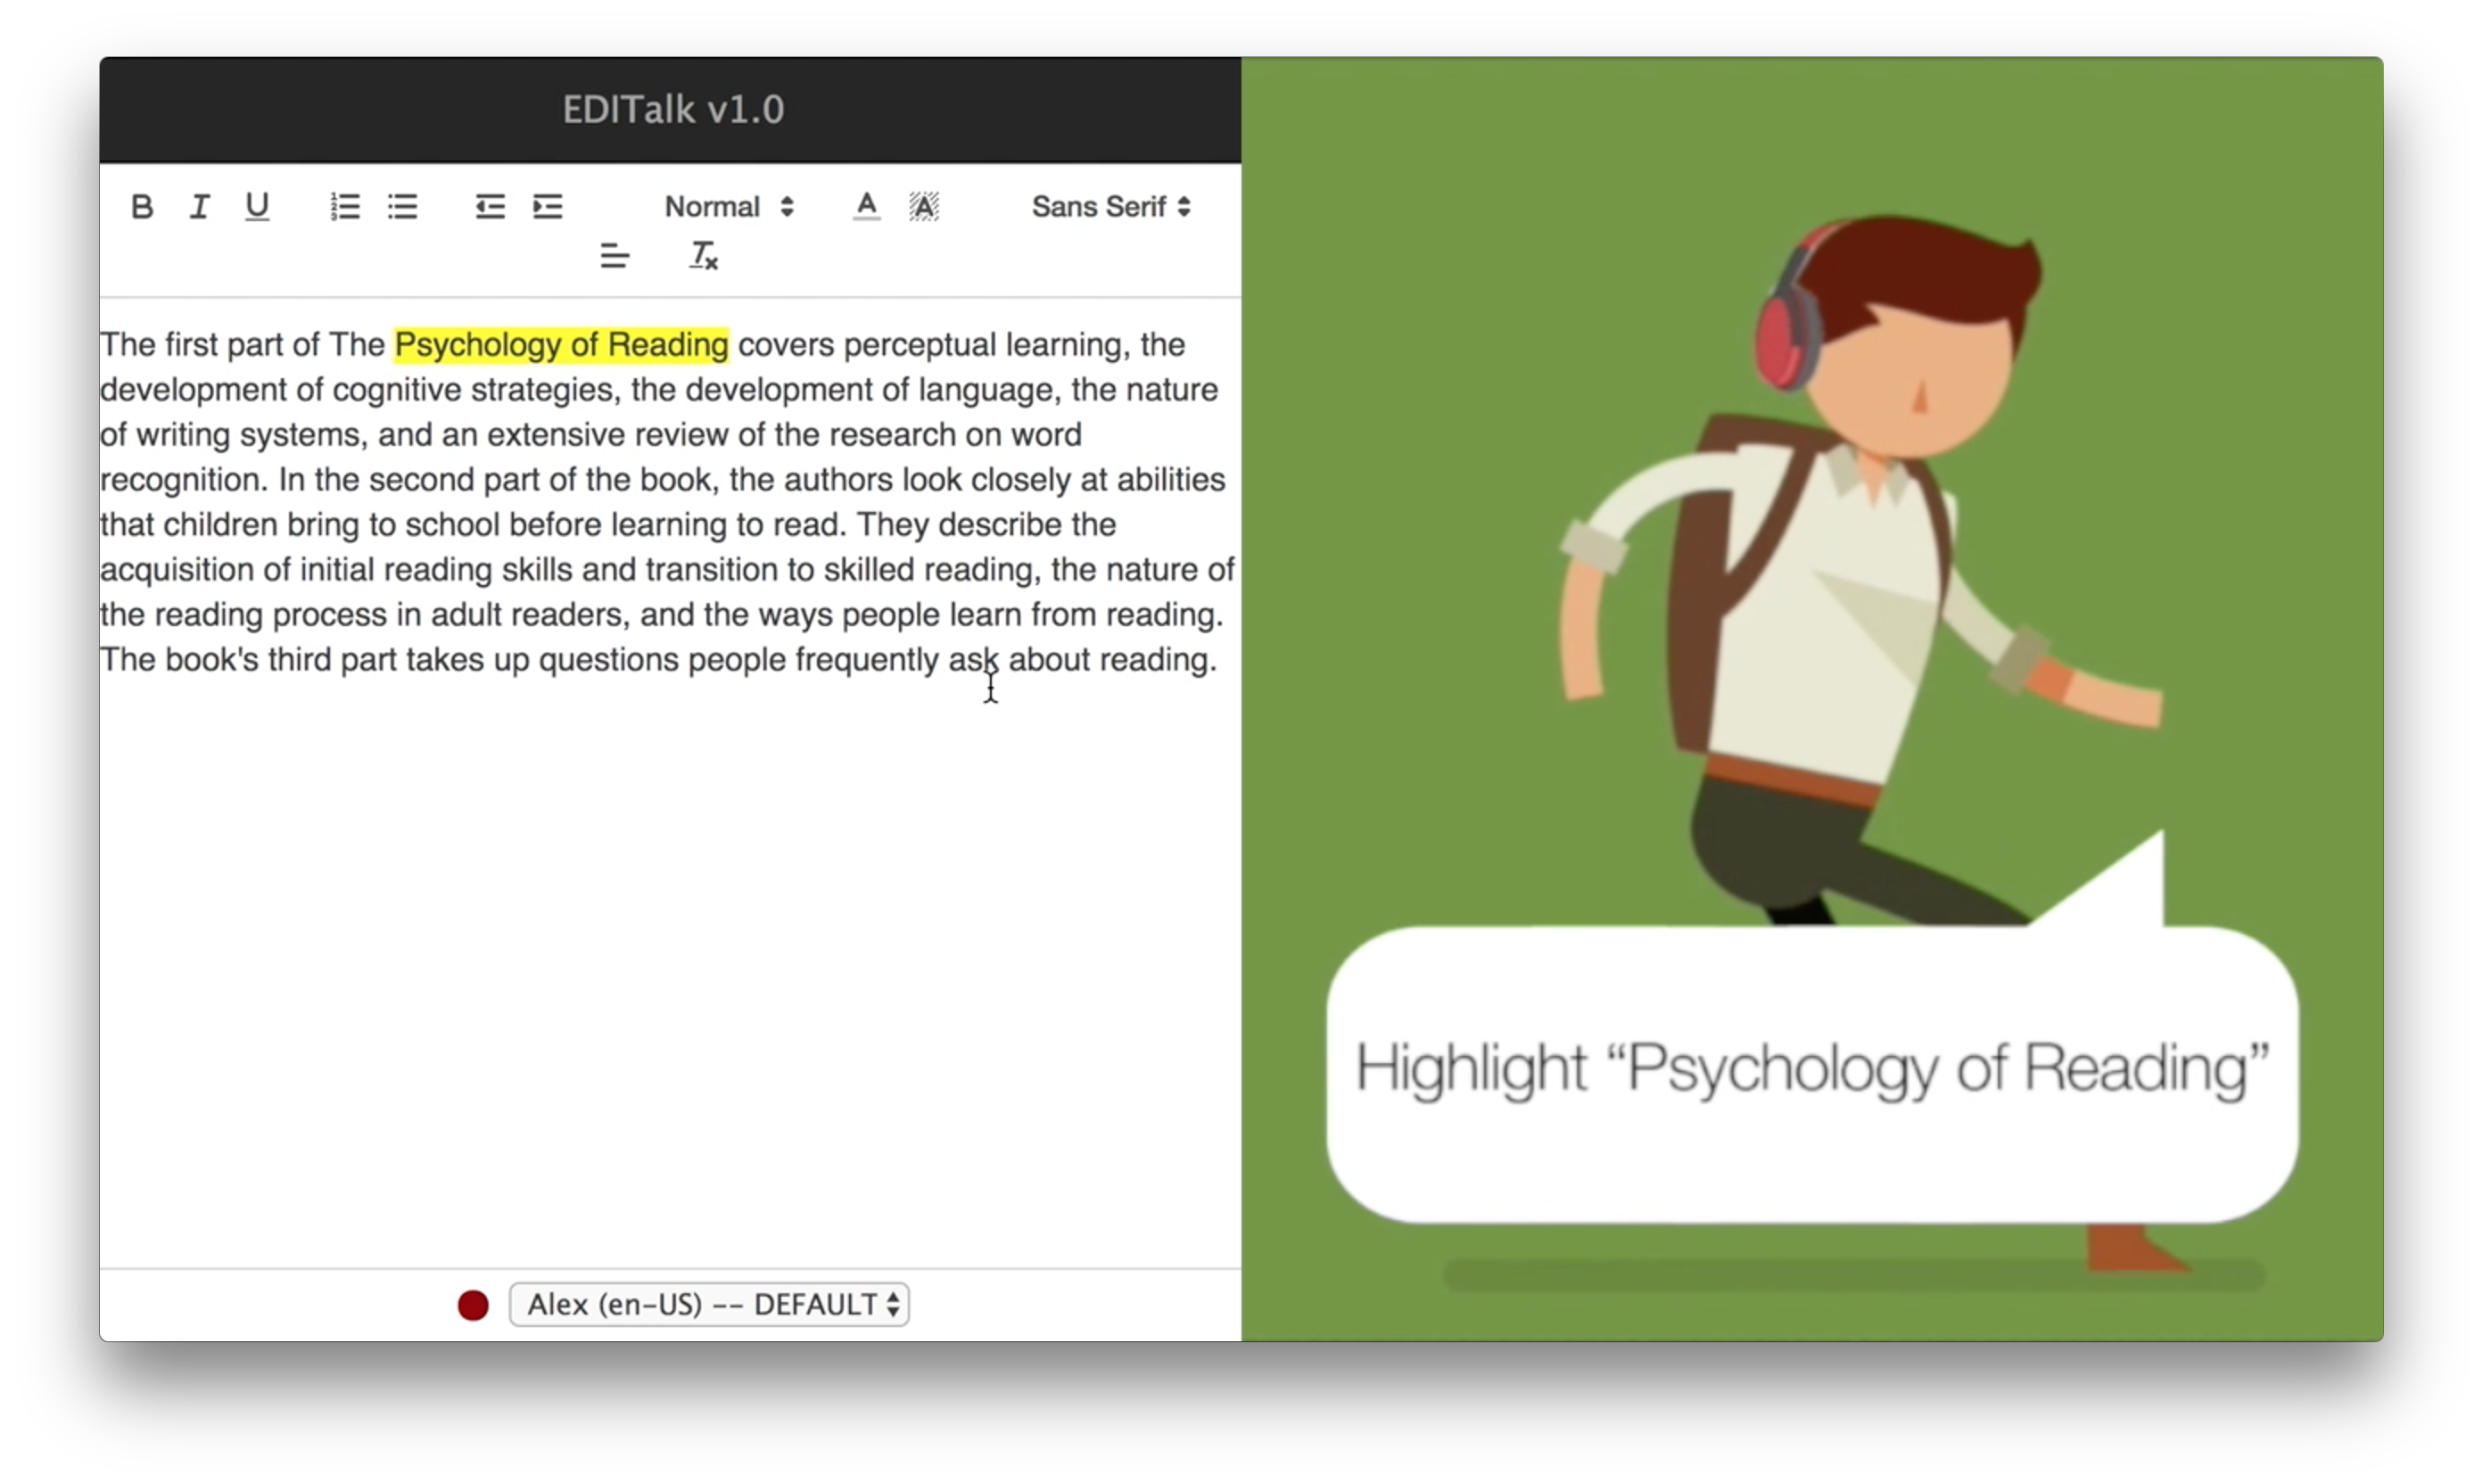 EDITalk v1.0
B I U Normal A A Sans Serif
The first part of The Psychology of Reading covers perceptual learning, the
development of cognitive strategies, the development of language, the nature
of writing systems, and an extensive review of the research on word
recognition. In the second part of the book, the authors look closely at abilities
that children bring to school before learning to read. They describe the
acquisition of initial reading skills and transition to skilled reading, the nature of
the reading process in adult readers, and the ways people learn from reading.
The book's third part takes up questions people frequently ask about reading.
Alex (en-US) -- DEFAULT
Highlight “Psychology of Reading”